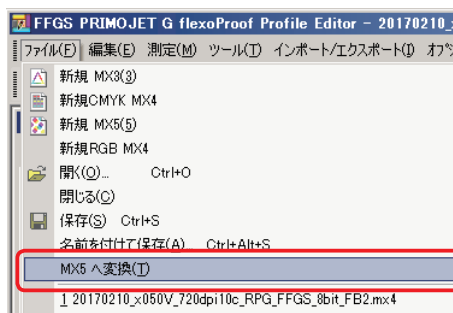 FFGS PRIMOJET G flexoProof Profile Editor - 20170210_
ファイル(F) 編集(E) 測定(M) ツール(T) インポート/エクスポート(I) オプ
新規 MX3(3)
新規CMYK MX4
新規 MX5(5)
新規RGB MX4
開く(O)... Ctrl+O
閉じる(C)
保存(S) Ctrl+S
名前を付けて保存(A)... Ctrl+Alt+S
MX5 へ変換(T)
1 20170210_x050V_720dpi10c_RPG_FFGS_8bit_FB2.mx4